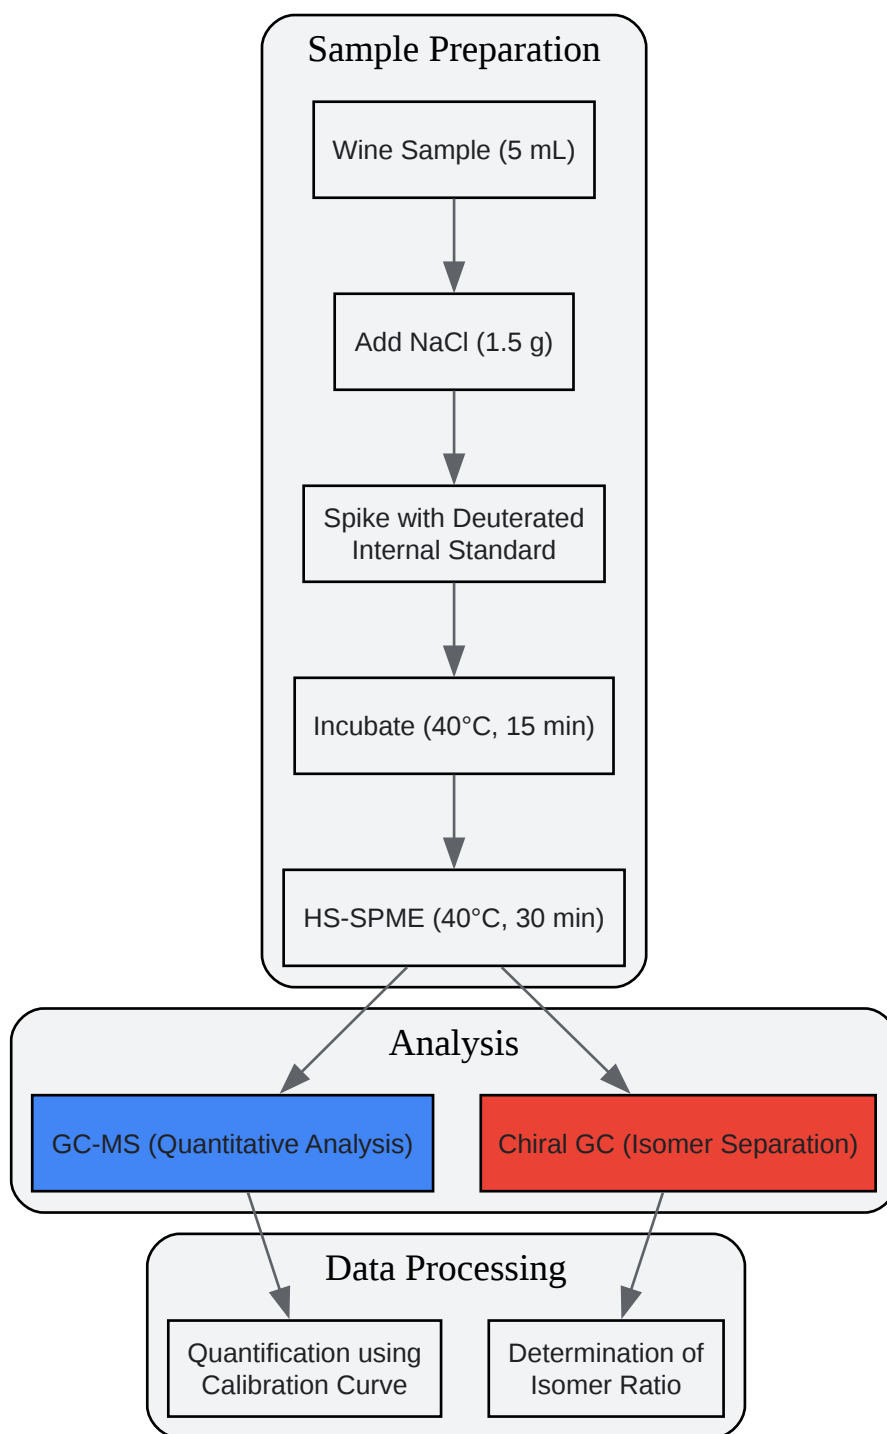 Sample Preparation
Wine Sample (5 mL)
Add NaCl (1.5 g)
Spike with Deuterated
Internal Standard
Incubate (40°C, 15 min)
HS-SPME (40°C, 30 min)
Analysis
GC-MS (Quantitative Analysis)
Chiral GC (Isomer Separation)
Data Processing
Quantification using
Calibration Curve
Determination of
Isomer Ratio